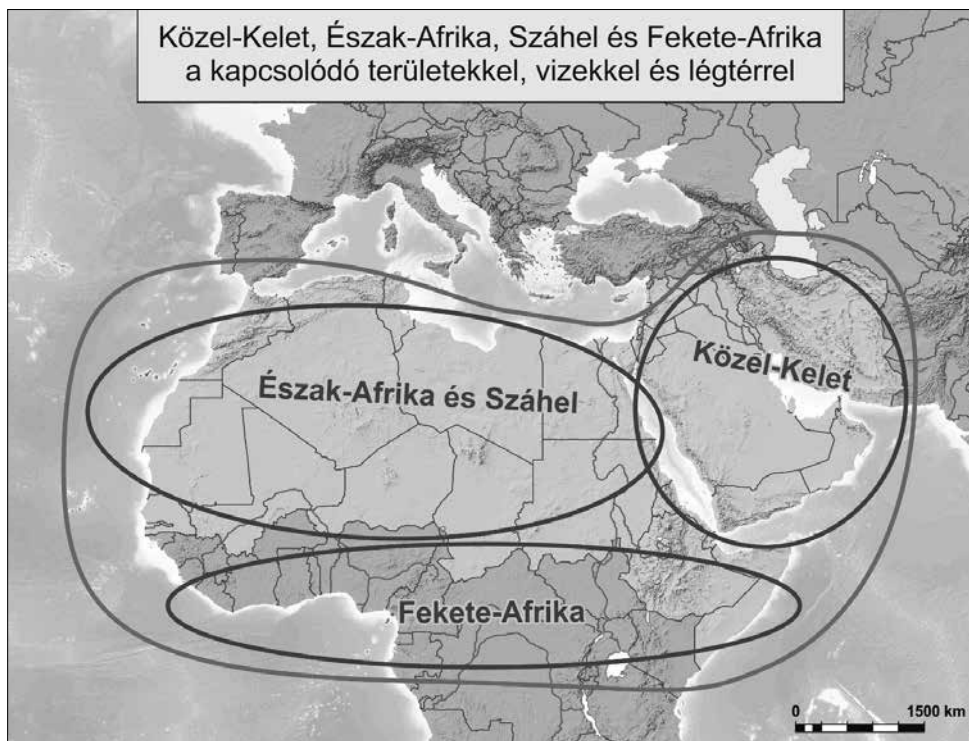 Közel-Kelet, Észak-Afrika, Száhel és Fekete-Afrika
a kapcsolódó területekkel, vizekkel és légtérrel
Közel-Kelet
Észak-Afrika és Száhel
Fekete-Afrika
0 1500 km